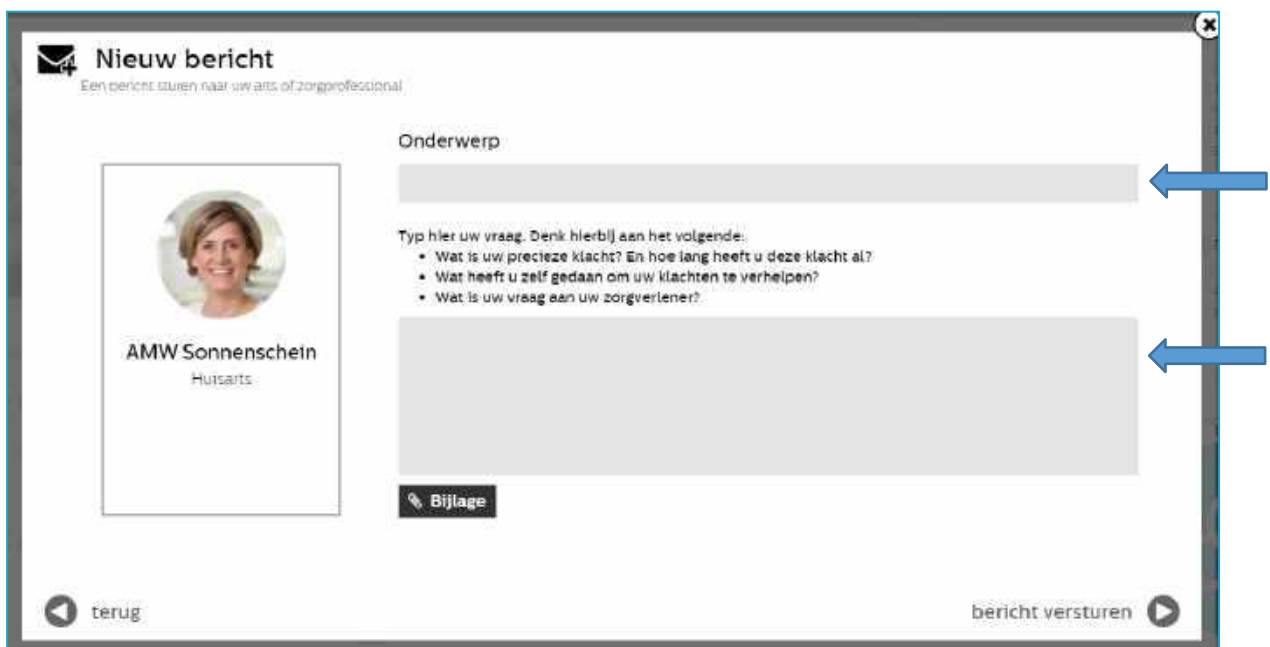 Nieuw bericht
Een bericht sturen naar uw arts of zorgprofessional
Onderwerp
Typ hier uw vraag. Denk hierbij aan het volgende:
• Wat is uw precieze klacht? En hoe lang heeft u deze klacht al?
• Wat heeft u zelf gedaan om uw klachten te verhelpen?
• Wat is uw vraag aan uw zorgverlener?
AMW Sonnenschein
Huisarts
Bijlage
terug
bericht versturen